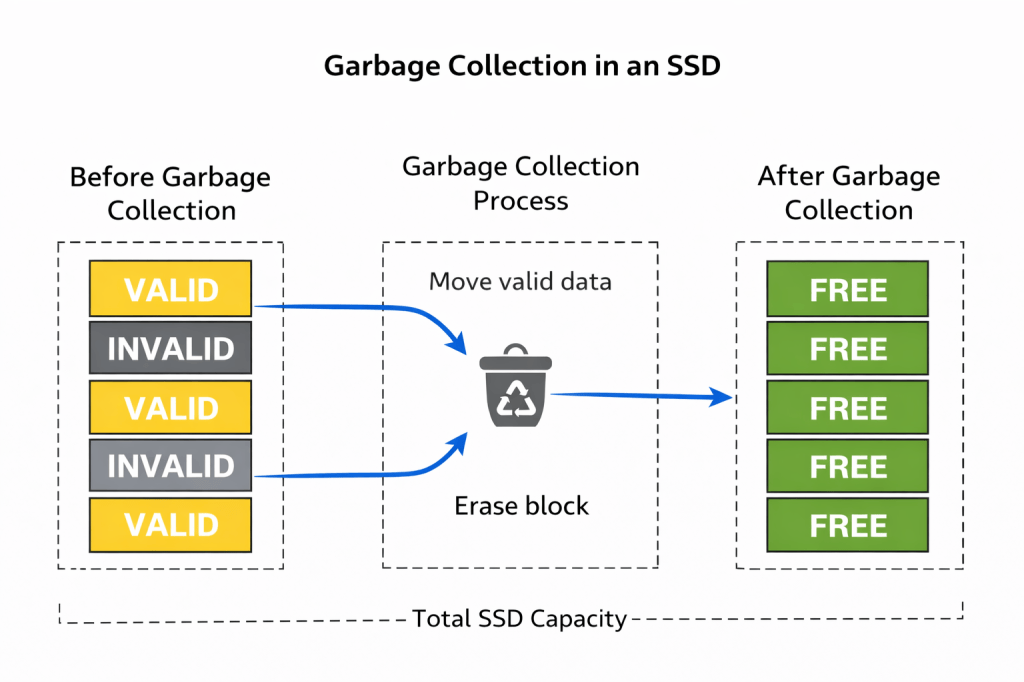 Garbage Collection in an SSD
Before Garbage
Collection
VALID
INVALID
VALID
INVALID
VALID
Garbage Collection
Process
Move valid data
Erase block
After Garbage
Collection
FREE
FREE
FREE
FREE
FREE
Total SSD Capacity